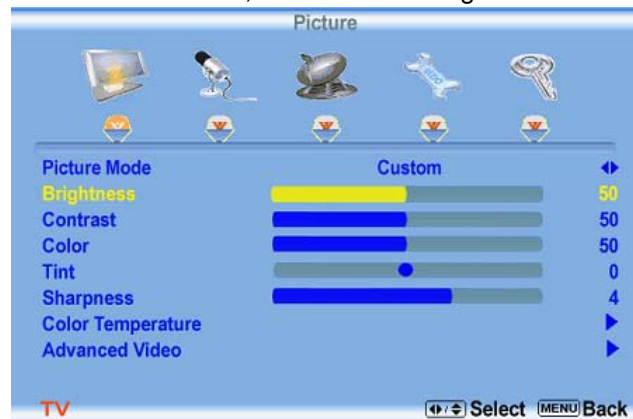 Picture
Picture Mode Custom
Brightness 50
Contrast 50
Color 50
Tint 0
Sharpness 4
Color Temperature
Advanced Video
TV Select MENU Back